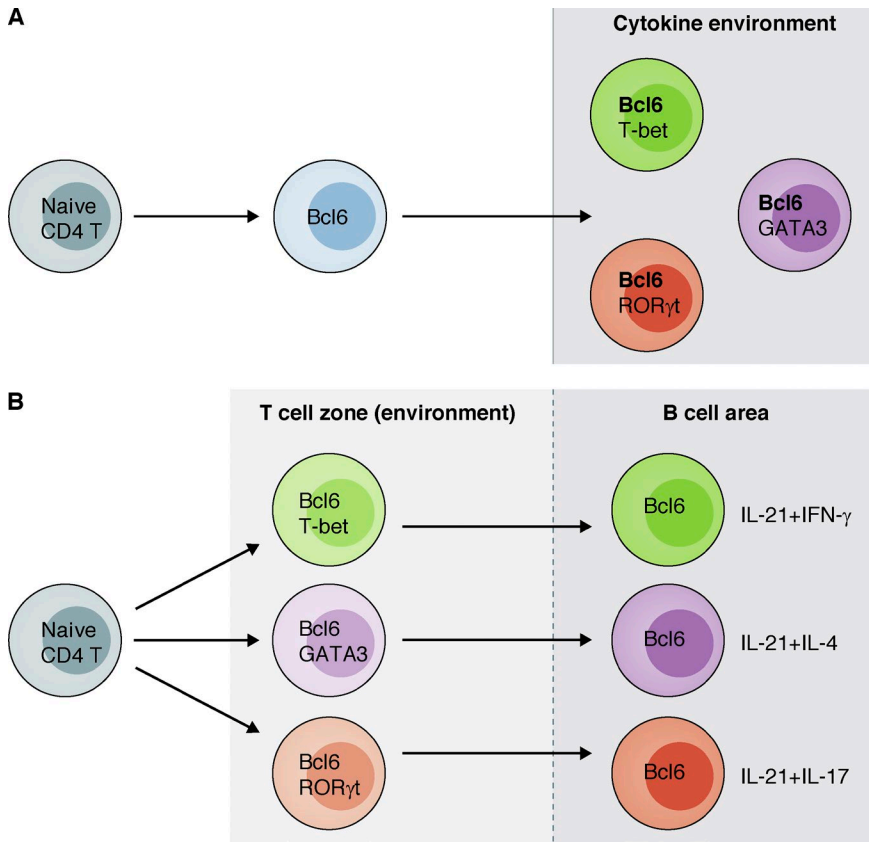 A
Cytokine environment
Bcl6
T-bet
Naive
CD4 T
Bcl6
Bcl6
GATA3
Bcl6
RORγt
B
T cell zone (environment)
B cell area
Bcl6
T-bet
Bcl6
IL-21+IFN-γ
Naive
CD4 T
Bcl6
GATA3
Bcl6
IL-21+IL-4
Bcl6
RORγt
Bcl6
IL-21+IL-17